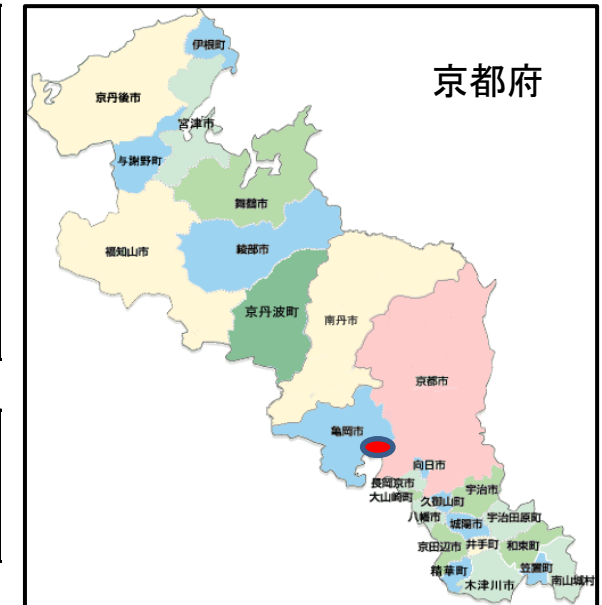 京都府
伊根町
京丹後市
宮津市
与謝野町
舞鶴市
福知山市
綾部市
京丹波町
南丹市
京都市
亀岡市
向日市
長岡京市
大山崎町
宇治市
久御山町
八幡市
城陽市
宇治田原町
京田辺市
井手町
和束町
精華町
笠置町
木津川市
南山城村